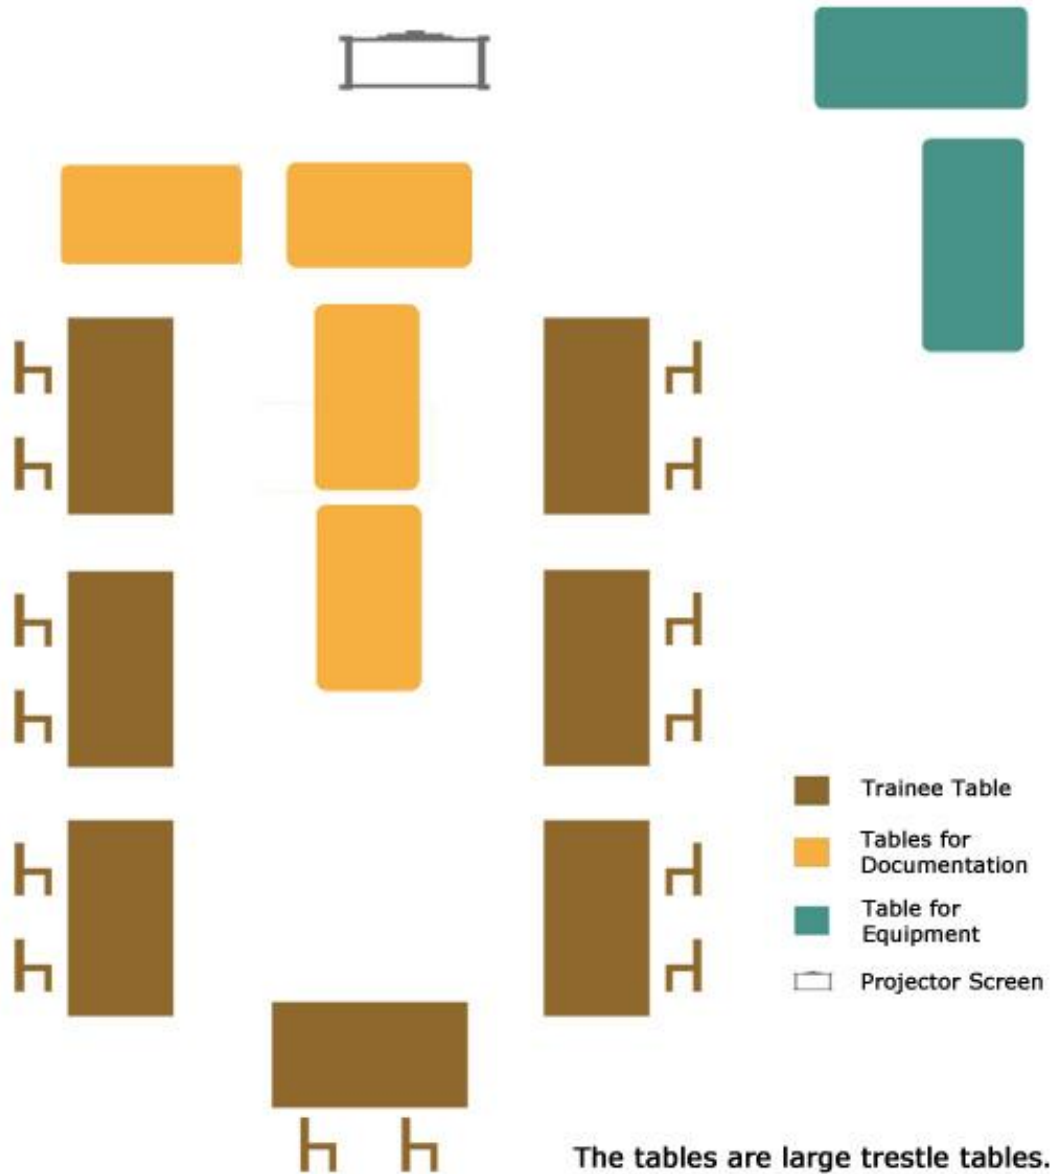 Trainee Table
Tables for
Documentation
Table for
Equipment
Projector Screen
The tables are large trestle tables.